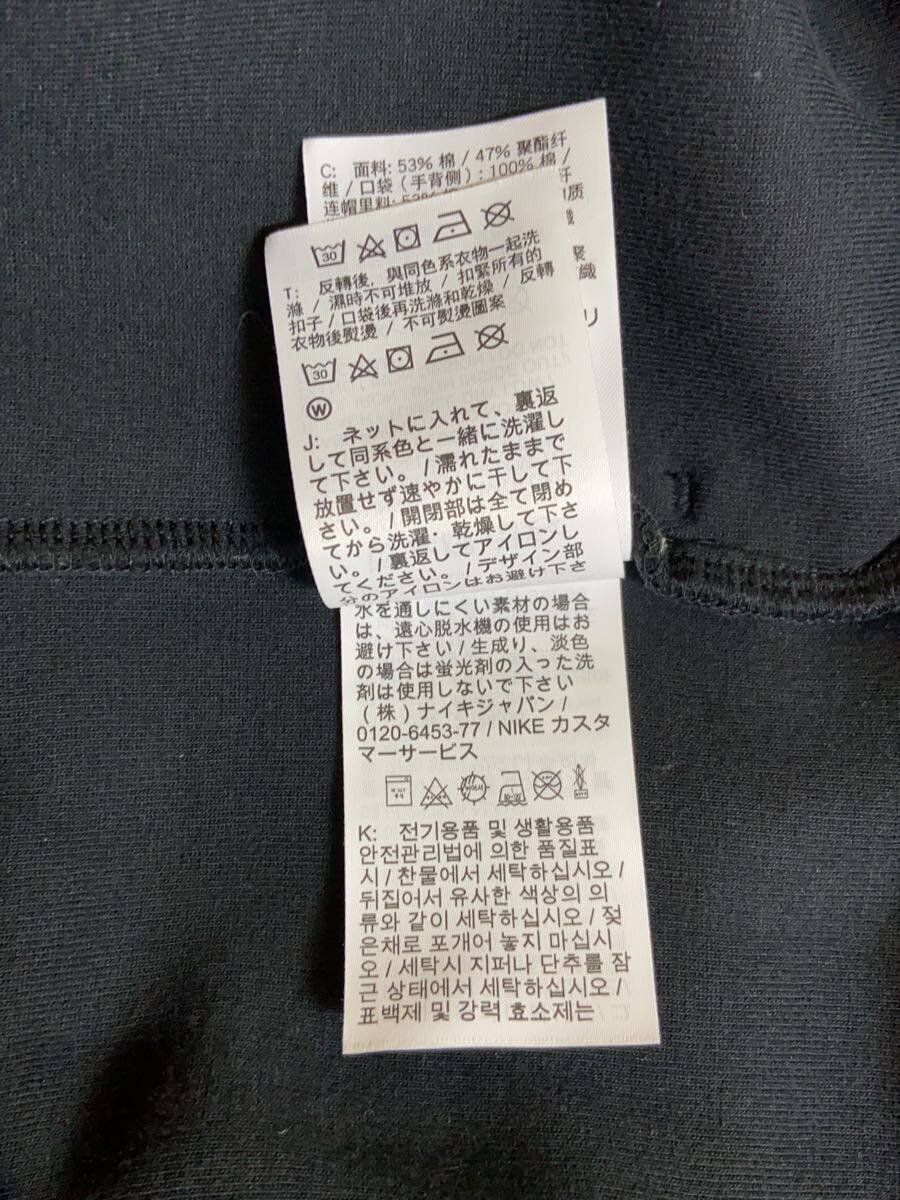 C: 面料: 53% 棉 / 47% 聚酯纤
维 / 口袋 (手背侧) : 100% 棉 /
连帽里料:
30
T: 反轉後, 與同色系衣物一起洗
滌 / 濕時不可堆放 / 扣緊所有的
扣子 / 口袋後再洗滌和乾燥 / 反轉
衣物後熨燙 / 不可熨燙圖案
30
W
J: ネットに入れて、裏返
して同系色と一緒に洗濯し
て下さい。/ 濡れたままで
放置せず速やかに干して下
さい。/ 開閉部は全て閉め
てから洗濯、乾燥して下さ
い。/ 裏返してアイロンし
てください。/ デザイン部
分のアイロンはお避け下さ
水を通しにくい素材の場合
は、遠心脱水機の使用はお
避け下さい / 生成り、淡色
の場合は蛍光剤の入った洗
剤は使用しないで下さい
(株) ナイキジャパン /
0120-6453-77 / NIKE カスタ
マーサービス
K: 전기용품 및 생활용품
안전관리법에 의한 품질표
시 / 찬물에서 세탁하십시오 /
뒤집어서 유사한 색상의 의
류와 같이 세탁하십시오 / 젖
은채로 포개어 놓지 마십시
오 / 세탁시 지퍼나 단추를 잠
근 상태에서 세탁하십시오 /
표백제 및 강력 효소제는